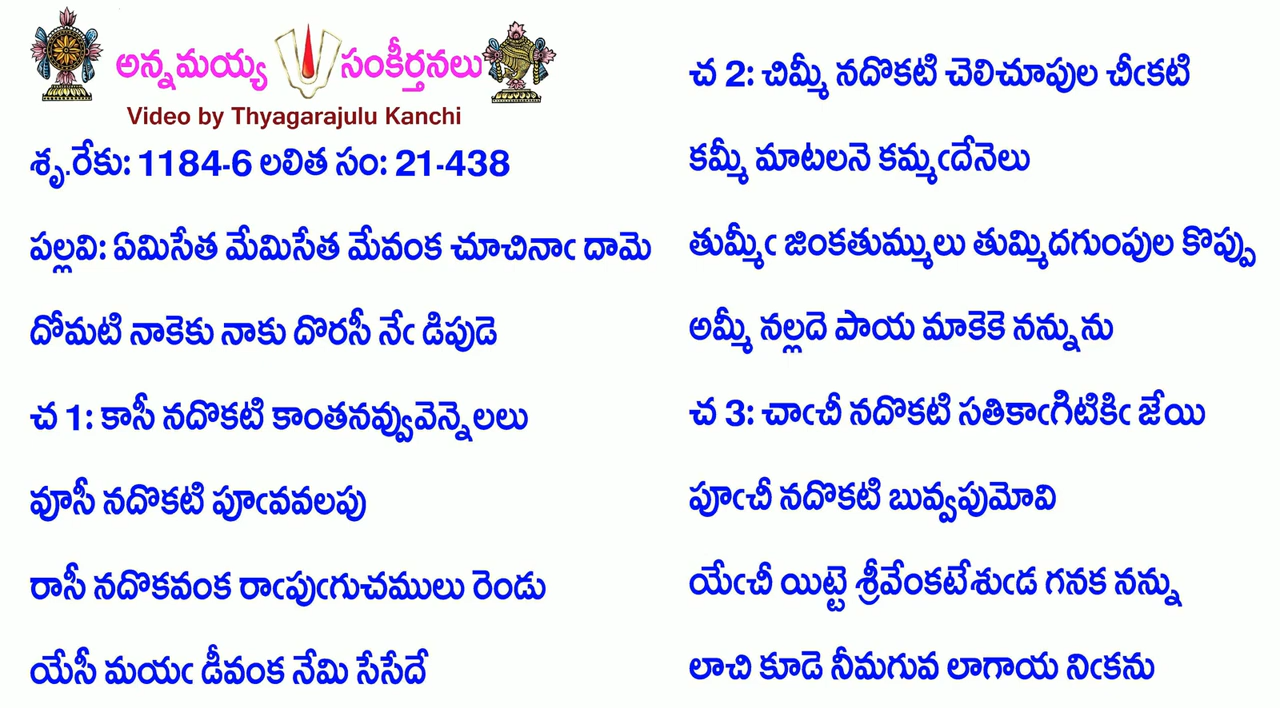 అన్నమయ్య సంకీర్తనలు
Video by Thyagarajulu Kanchi
శృ.రేకు: 1184-6 లలిత సం: 21-438
పల్లవి: ఏమిసేత మేమిసేత మేవంక చూచినాఁ దామె
దోమటి నాకెకు నాకు దొరసీ నేఁ డిపుడె
చ 1: కాసీ నదొకటి కాంతనవ్వువెన్నెలలు
వూసీ నదొకటి పూఁవవలపు
రాసీ నదొకవంక రాఁపుఁగుచములు రెండు
యేసీ మయఁ డీవంక నేమి సేసేదే
చ 2: చిమ్మీ నదొకటి చెలిచూపుల చీఁకటి
కమ్మీ మాటలనె కమ్మఁదేనెలు
తుమ్మీఁ జింకతుమ్ములు తుమ్మిదగుంపుల కొప్పు
అమ్మీ నల్లదె పాయ మాకెకె నన్నును
చ 3: చాఁచీ నదొకటి సతికాఁగిటికిఁ జేయి
పూఁచీ నదొకటి బువ్వపుమోవి
యేఁచీ యిట్టె శ్రీవేంకటేశుఁడ గనక నన్ను
లాచి కూడె నీమగువ లాగాయ నిఁకను